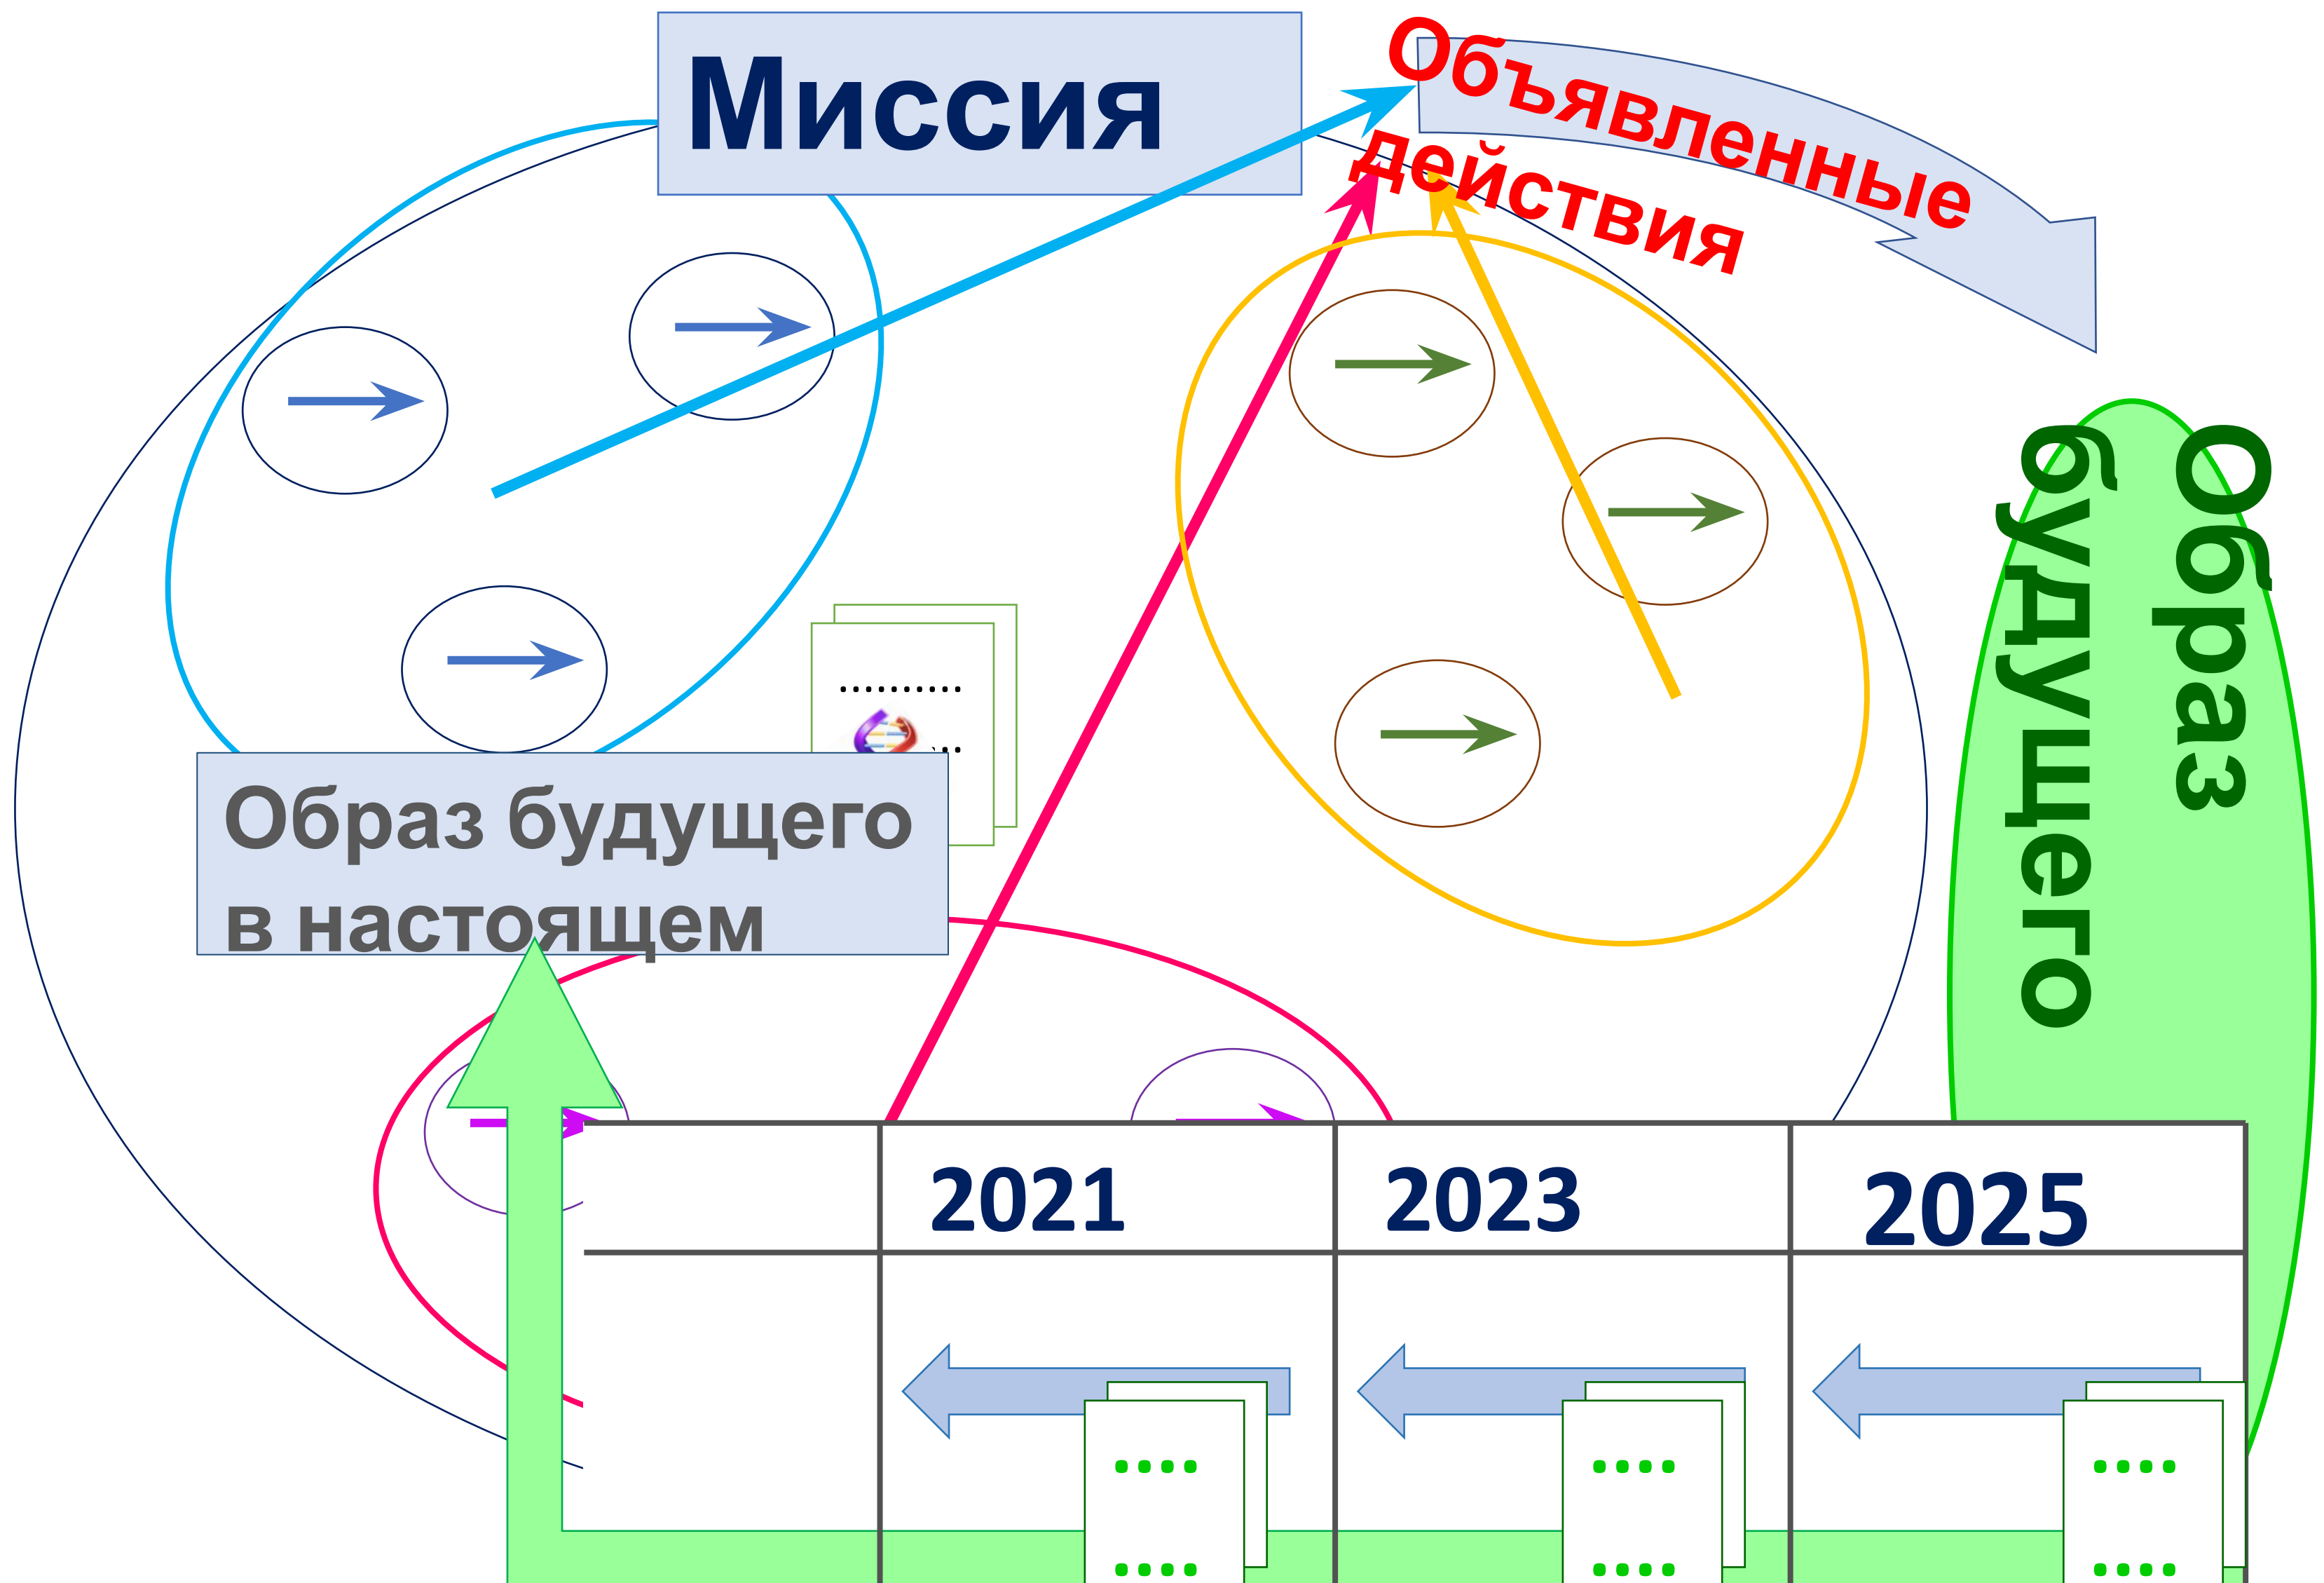 Миссия
Объявленные
действия
Образ
будущего
..........
...
Образ будущего
в настоящем
2021
2023
2025
....
....
....
....
....
....